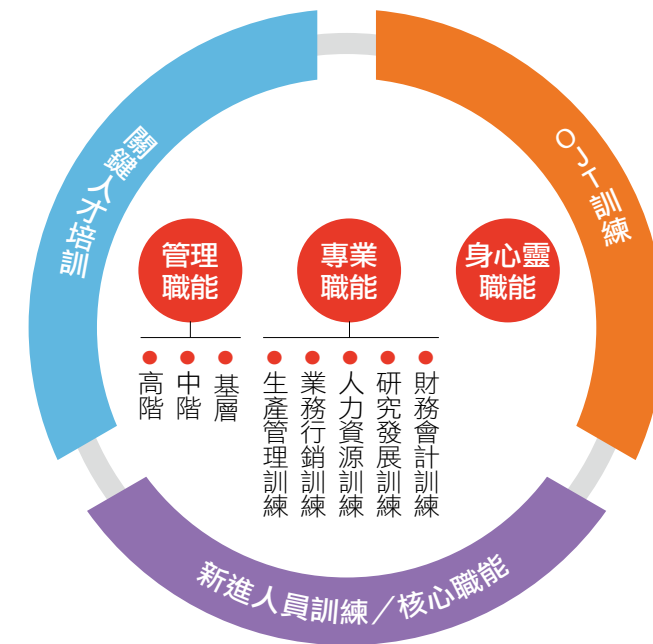 關鍵人才培訓
OJT訓練
管理
職能
專業
職能
身心靈
職能
高階
中階
基層
生產管理訓練
業務行銷訓練
人力資源訓練
研究發展訓練
財務會計訓練
新進人員訓練／核心職能